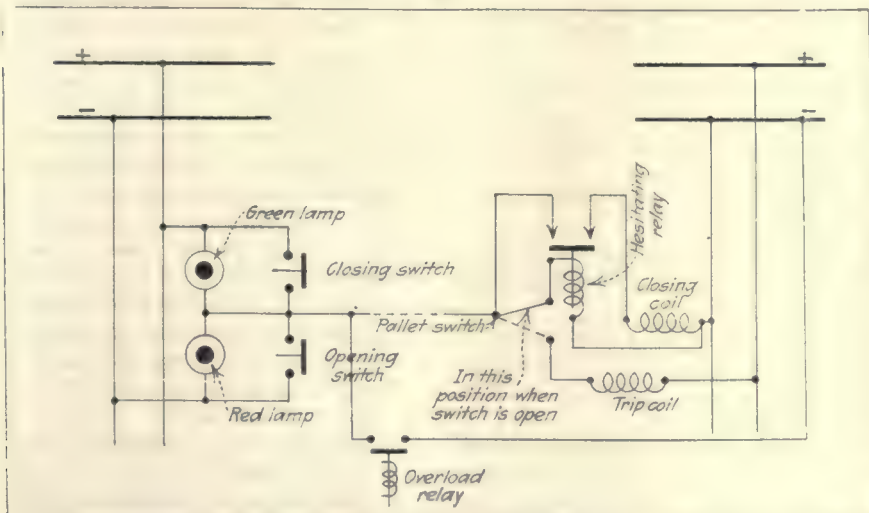 +
+
−
−
Green lamp
Hesitating
relay
Closing switch
Closing
coil
Pallet switch
Opening
switch
In this
position when
switch is open
Trip coil
Red lamp
Overload
relay